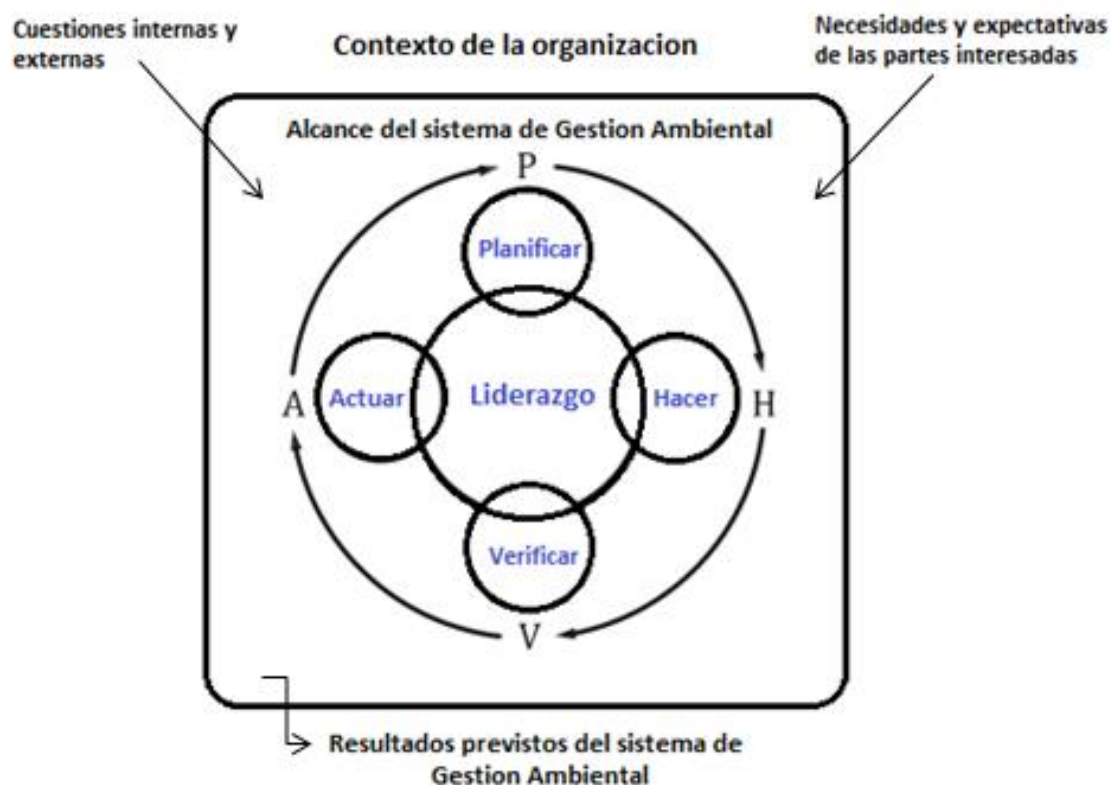 Cuestiones internas y
externas
Contexto de la organizacion
Necesidades y expectativas
de las partes interesadas
Alcance del sistema de Gestion Ambiental
P
Planificar
A
Actuar
Liderazgo
Hacer
H
Verificar
V
Resultados previstos del sistema de
Gestion Ambiental